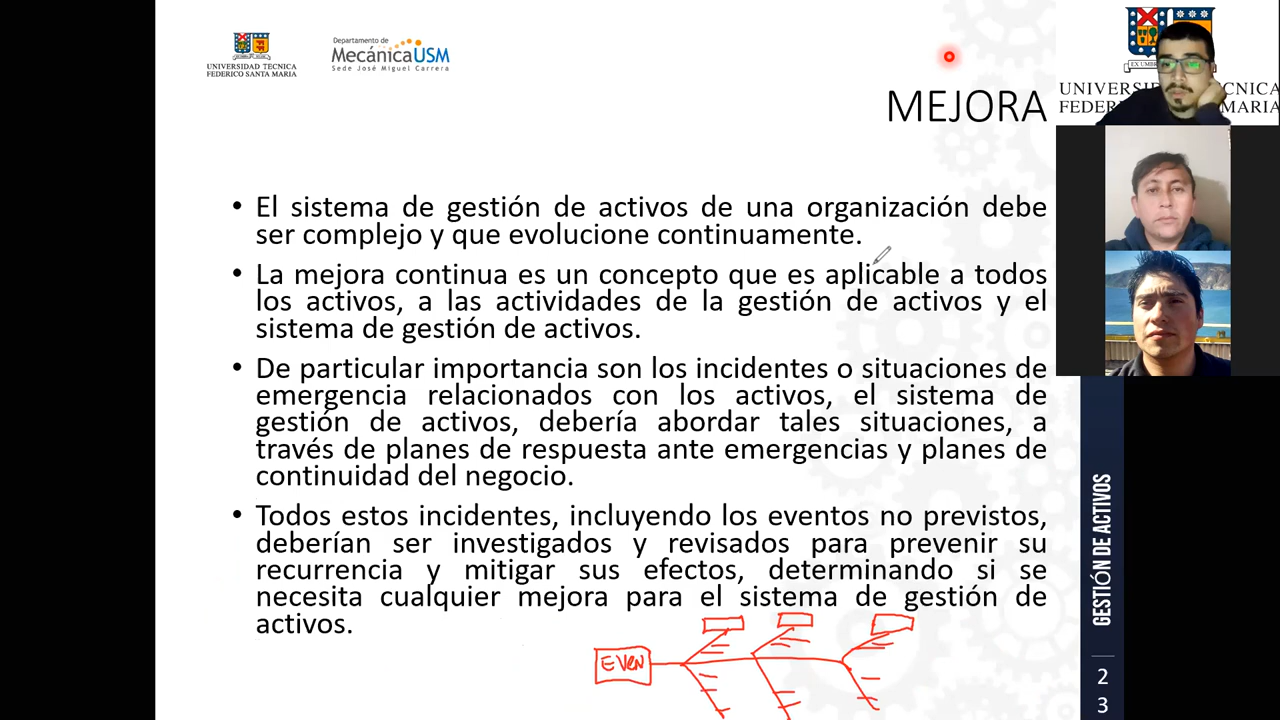 UNIVERSIDAD TECNICA
FEDERICO SANTA MARIA
Departamento de
MecánicaUSM
Sede José Miguel Carrera
MEJORA
• El sistema de gestión de activos de una organización debe
ser complejo y que evolucione continuamente.
• La mejora continua es un concepto que es aplicable a todos
los activos, a las actividades de la gestión de activos y el
sistema de gestión de activos.
• De particular importancia son los incidentes o situaciones de
emergencia relacionados con los activos, el sistema de
gestión de activos, debería abordar tales situaciones, a
través de planes de respuesta ante emergencias y planes de
continuidad del negocio.
• Todos estos incidentes, incluyendo los eventos no previstos,
deberían ser investigados y revisados para prevenir su
recurrencia y mitigar sus efectos, determinando si se
necesita cualquier mejora para el sistema de gestión de
activos.
EVEN
GESTIÓN DE ACTIVOS
2
3
EX UMBR
UNIVERS TECNICA
FEDER MARIA